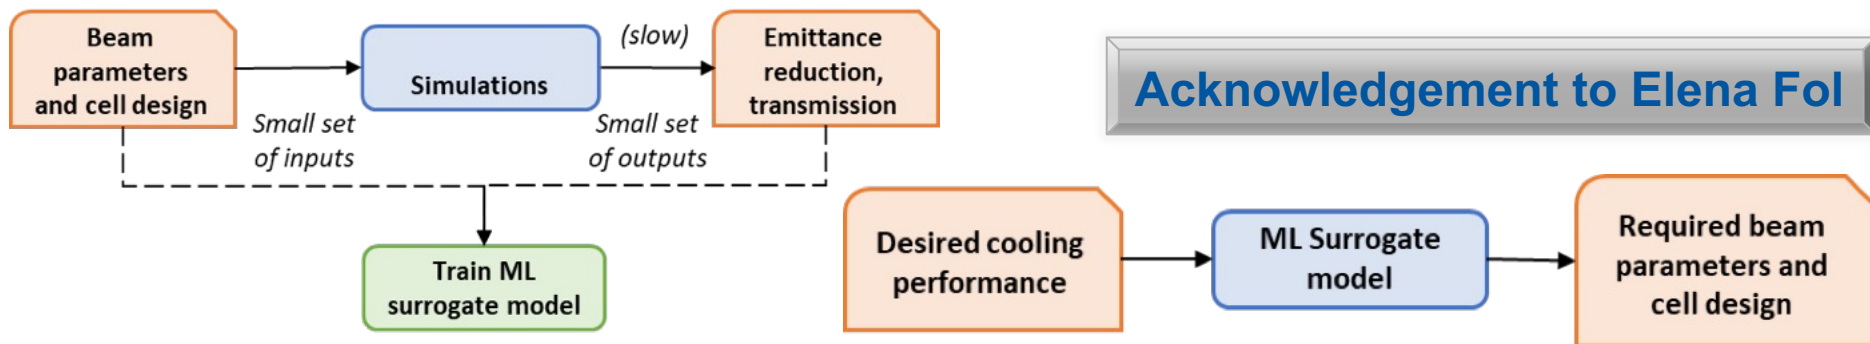 Beam
parameters
and cell design
Simulations
(slow)
Emittance
reduction,
transmission
Small set
of inputs
Small set
of outputs
Train ML
surrogate model
Acknowledgement to Elena Fol
Desired cooling
performance
ML Surrogate
model
Required beam
parameters and
cell design